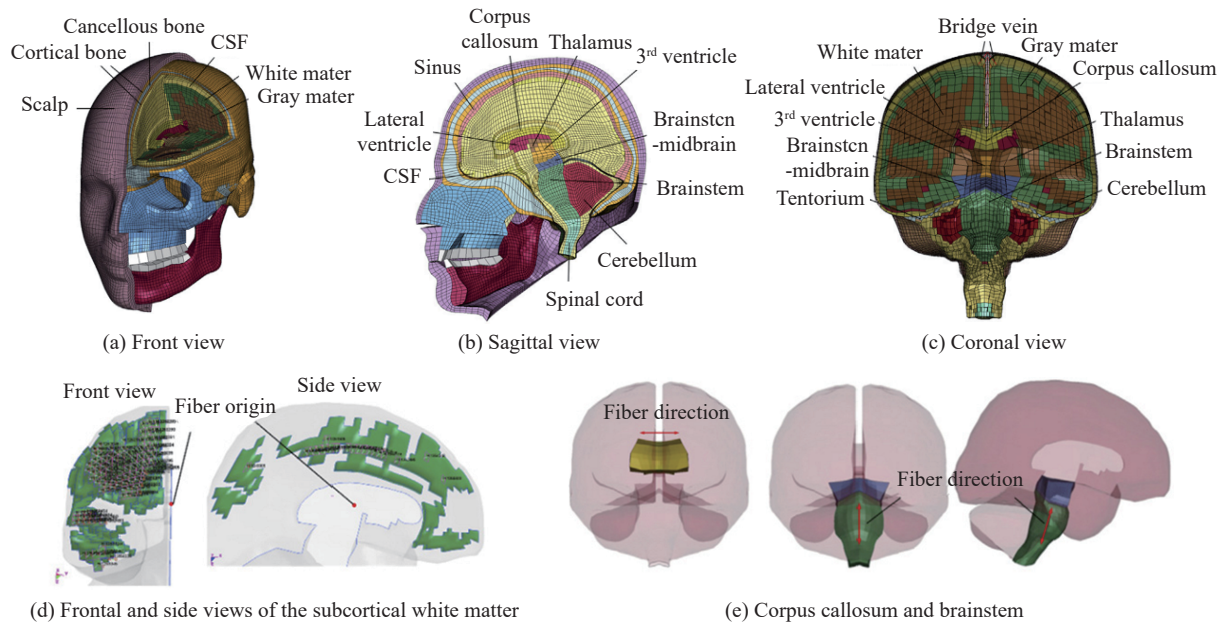 Cancellous bone
Cortical bone
CSF
White mater
Gray mater
Scalp
(a) Front view
Corpus
callosum
Thalamus
3rd ventricle
Sinus
Lateral
ventricle
Brainstcn
-midbrain
CSF
Brainstem
Cerebellum
Spinal cord
(b) Sagittal view
Bridge vein
White mater
Gray mater
Lateral ventricle
Corpus callosum
3rd ventricle
Thalamus
Brainstcn
-midbrain
Brainstem
Tentorium
Cerebellum
(c) Coronal view
Front view
Side view
Fiber origin
(d) Frontal and side views of the subcortical white matter
Fiber direction
Fiber direction
(e) Corpus callosum and brainstem